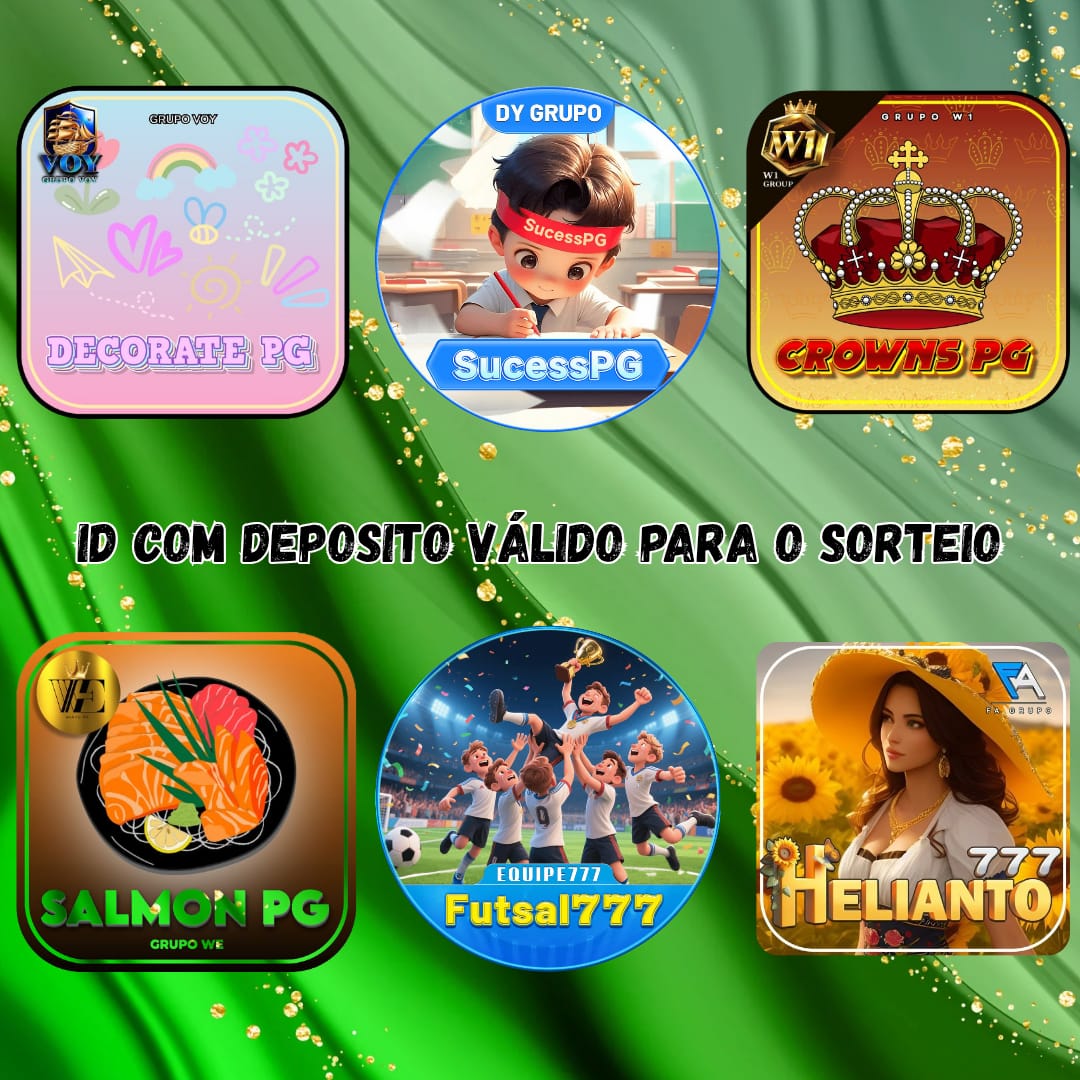 VOY
GRUPO VOY
GRUPO VOY
DECORATE PG
DY GRUPO
SucessPG
SucessPG
W1
W1
GROUP
GRUPO W1
CROWNS PG
ID COM DEPOSITO VÁLIDO PARA O SORTEIO
WE
SALMON PG
GRUPO WE
9
EQUIPE777
Futsal777
FA
FA GRUPO
777
HELIANTO